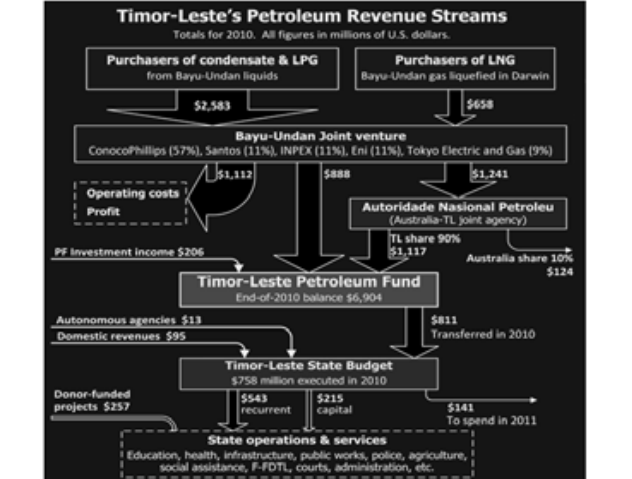 Timor-Leste's Petroleum Revenue Streams
Totals for 2010. All figures in millions of U.S. dollars.
Purchasers of condensate & LPG
from Bayu-Undan liquids
Purchasers of LNG
Bayu-Undan gas liquefied in Darwin
$2,583
$658
Bayu-Undan Joint venture
ConocoPhillips (57%), Santos (11%), INPEX (11%), Eni (11%), Tokyo Electric and Gas (9%)
$1,112
$888
$1,241
Operating costs
Profit
Autoridade Nasional Petroleu
(Australia-TL joint agency)
TL share 90%
$1,117
Australia share 10%
$124
PF Investment income $206
Timor-Leste Petroleum Fund
End-of-2010 balance $6,904
Autonomous agencies $13
Domestic revenues $95
$811
Transferred in 2010
Timor-Leste State Budget
$758 million executed in 2010
Donor-funded
projects $257
$543
recurrent
$215
capital
$141
To spend in 2011
State operations & services
Education, health, infrastructure, public works, police, agriculture,
social assistance, F-FDTL, courts, administration, etc.